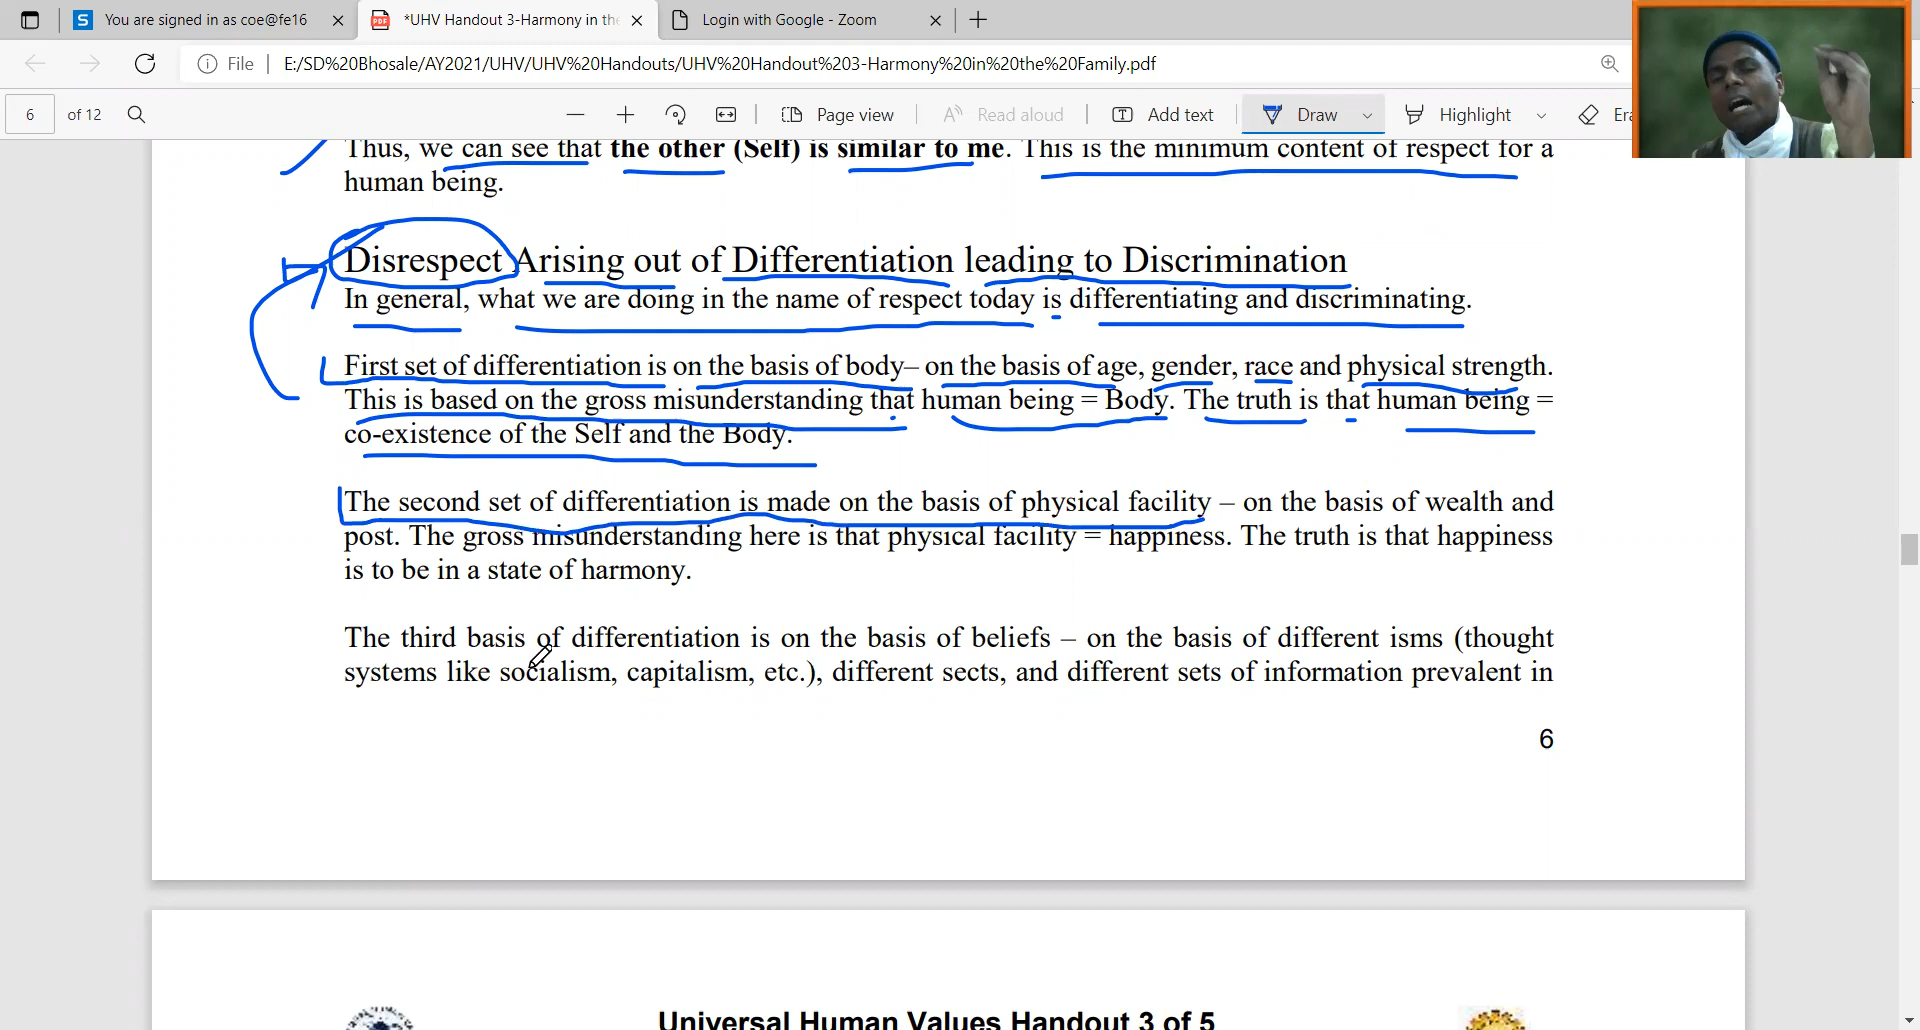 You are signed in as coe@fe16
*UHV Handout 3-Harmony in the
Login with Google - Zoom
File
E:/SD%20Bhosale/AY2021/UHV/UHV%20Handouts/UHV%20Handout%203-Harmony%20in%20the%20Family.pdf
6 of 12
Page view
Read aloud
Add text
Draw
Highlight
Thus, we can see that the other (Self) is similar to me. This is the minimum content of respect for a
human being.
Disrespect Arising out of Differentiation leading to Discrimination
In general, what we are doing in the name of respect today is differentiating and discriminating.
First set of differentiation is on the basis of body– on the basis of age, gender, race and physical strength.
This is based on the gross misunderstanding that human being = Body. The truth is that human being =
co-existence of the Self and the Body.
The second set of differentiation is made on the basis of physical facility – on the basis of wealth and
post. The gross misunderstanding here is that physical facility = happiness. The truth is that happiness
is to be in a state of harmony.
The third basis of differentiation is on the basis of beliefs – on the basis of different isms (thought
systems like socialism, capitalism, etc.), different sects, and different sets of information prevalent in
6
Universal Human Values Handout 3 of 5